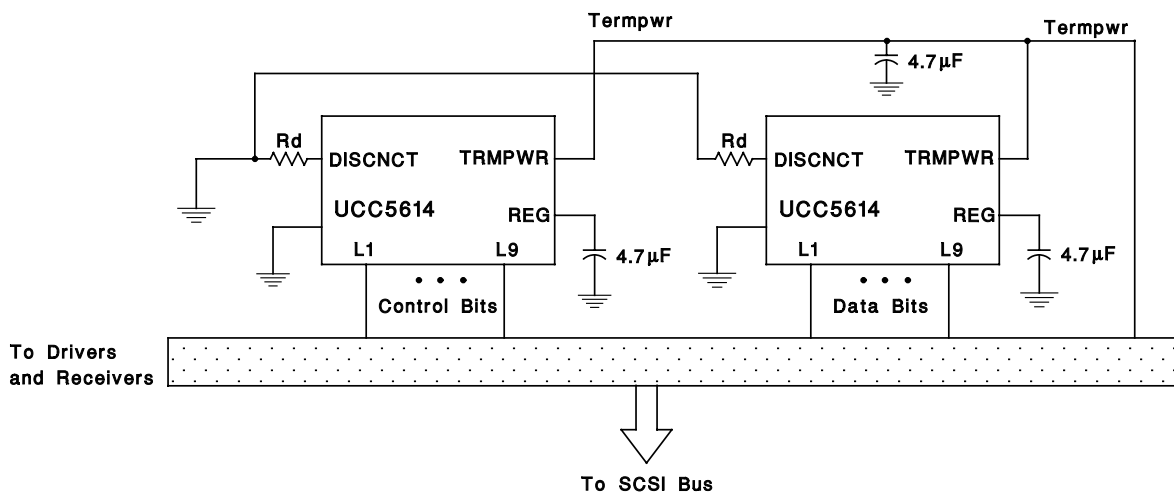 Termpwr
Termpwr
4.7µF
Rd
DISCNCT TRMPWR
UCC5614
REG
L1 L9
4.7µF
• • •
Control Bits
Rd
DISCNCT TRMPWR
UCC5614
REG
L1 L9
4.7µF
• • •
Data Bits
To Drivers
and Receivers
To SCSI Bus